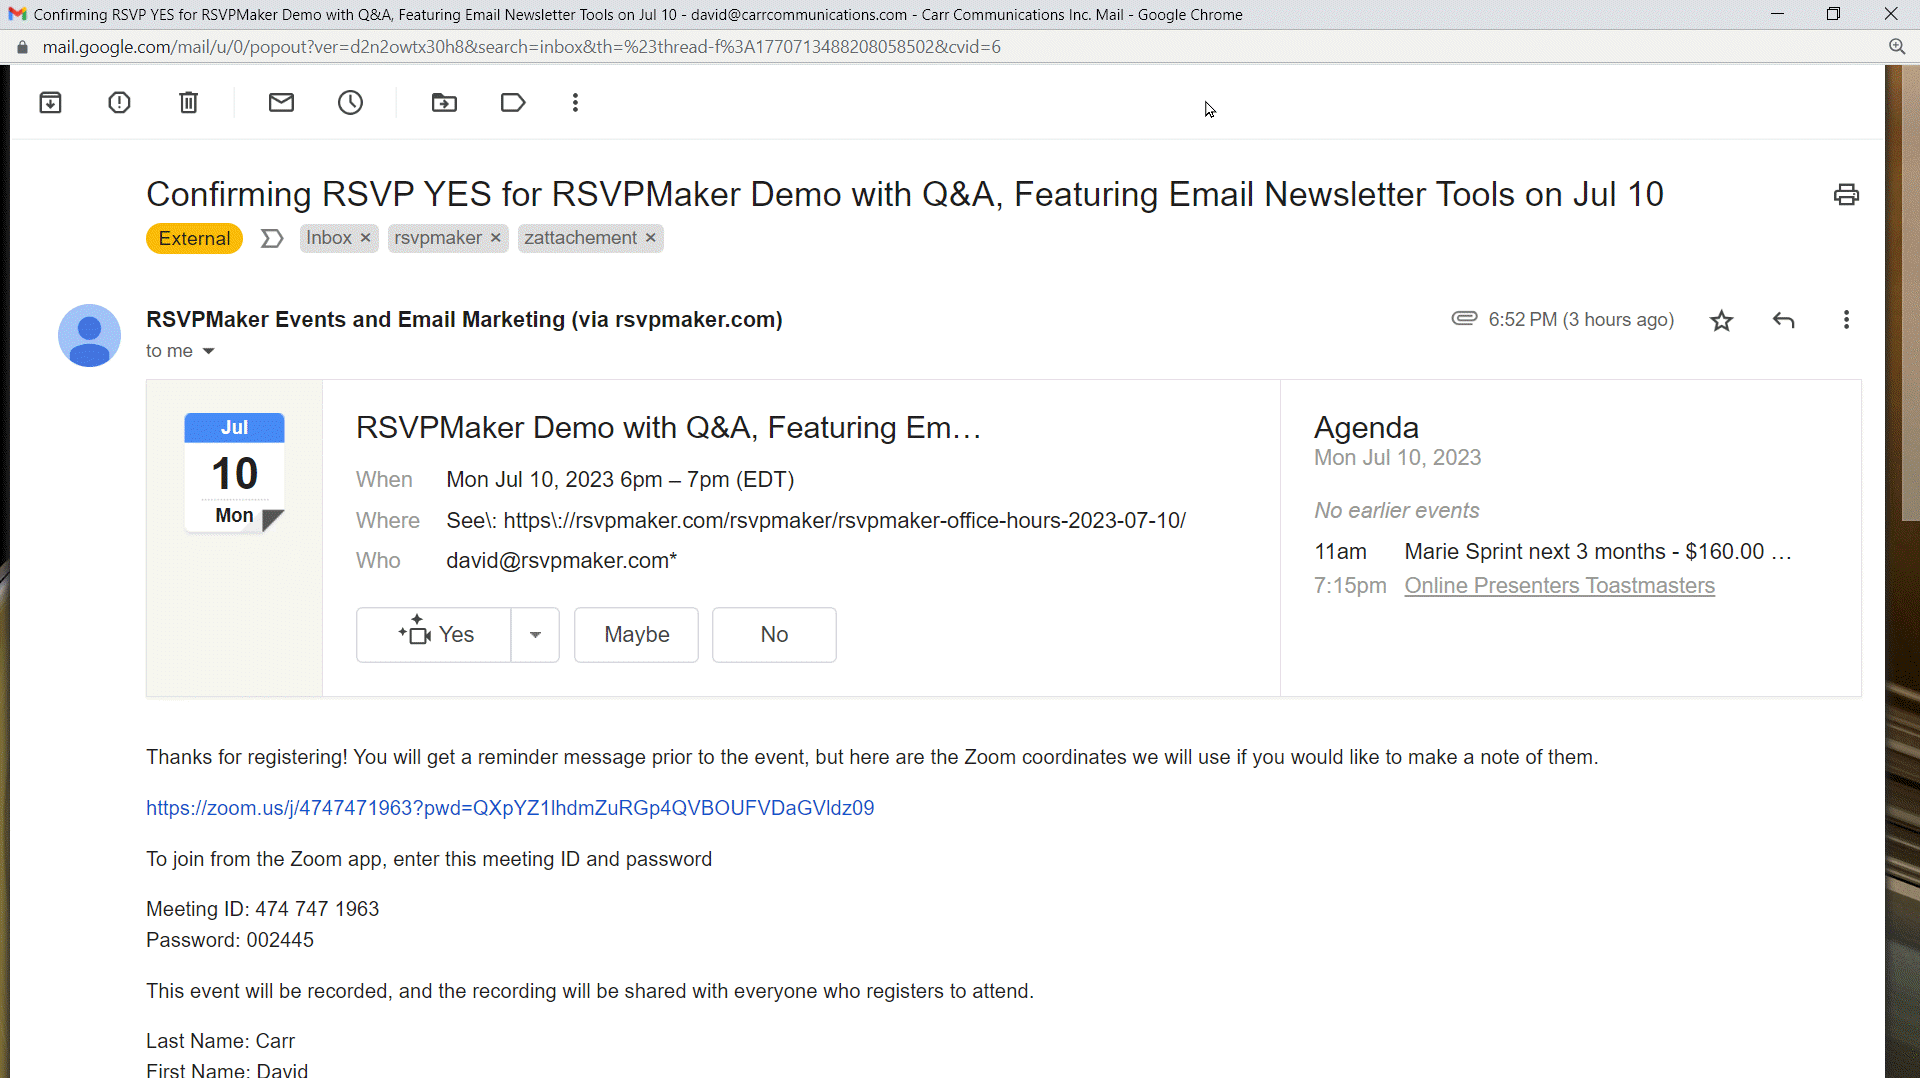 Confirming RSVP YES for RSVPMaker Demo with Q&A, Featuring Email Newsletter Tools on Jul 10 - david@carrcommunications.com - Carr Communications Inc. Mail - Google Chrome
mail.google.com/mail/u/0/popout?ver=d2n2owtx30h8&search=inbox&th=%23thread-f%3A1770713488208058502&cvid=6
Confirming RSVP YES for RSVPMaker Demo with Q&A, Featuring Email Newsletter Tools on Jul 10
External Inbox × rsvpmaker × zattachement ×
RSVPMaker Events and Email Marketing (via rsvpmaker.com)
6:52 PM (3 hours ago)
to me
Jul
10
Mon
RSVPMaker Demo with Q&A, Featuring Em...
When Mon Jul 10, 2023 6pm – 7pm (EDT)
Where See\: https\://rsvpmaker.com/rsvpmaker/rsvpmaker-office-hours-2023-07-10/
Who david@rsvpmaker.com*
Yes Maybe No
Agenda
Mon Jul 10, 2023
No earlier events
11am Marie Sprint next 3 months - $160.00 ...
7:15pm Online Presenters Toastmasters
Thanks for registering! You will get a reminder message prior to the event, but here are the Zoom coordinates we will use if you would like to make a note of them.
https://zoom.us/j/4747471963?pwd=QXpYZ1lhdmZuRGp4QVBOUFVDaGVldz09
To join from the Zoom app, enter this meeting ID and password
Meeting ID: 474 747 1963
Password: 002445
This event will be recorded, and the recording will be shared with everyone who registers to attend.
Last Name: Carr
First Name: David